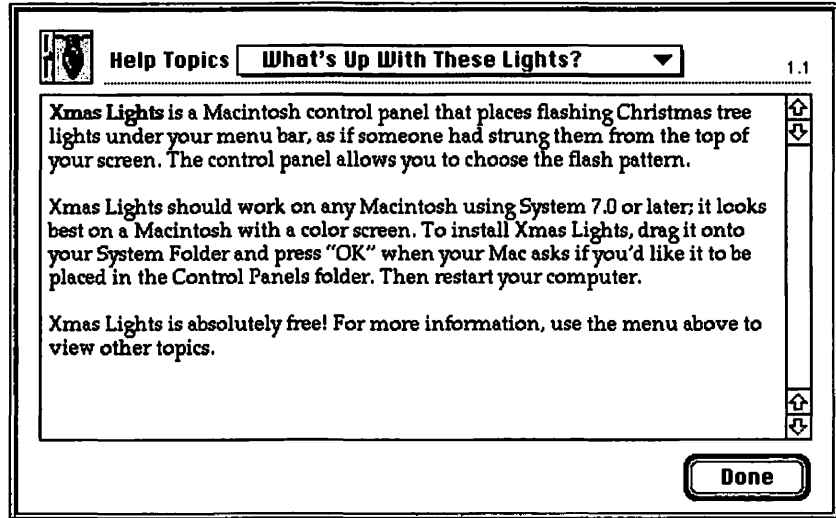 Help Topics What's Up With These Lights?
1.1
Xmas Lights is a Macintosh control panel that places flashing Christmas tree
lights under your menu bar, as if someone had strung them from the top of
your screen. The control panel allows you to choose the flash pattern.
Xmas Lights should work on any Macintosh using System 7.0 or later; it looks
best on a Macintosh with a color screen. To install Xmas Lights, drag it onto
your System Folder and press "OK" when your Mac asks if you'd like it to be
placed in the Control Panels folder. Then restart your computer.
Xmas Lights is absolutely free! For more information, use the menu above to
view other topics.
Done